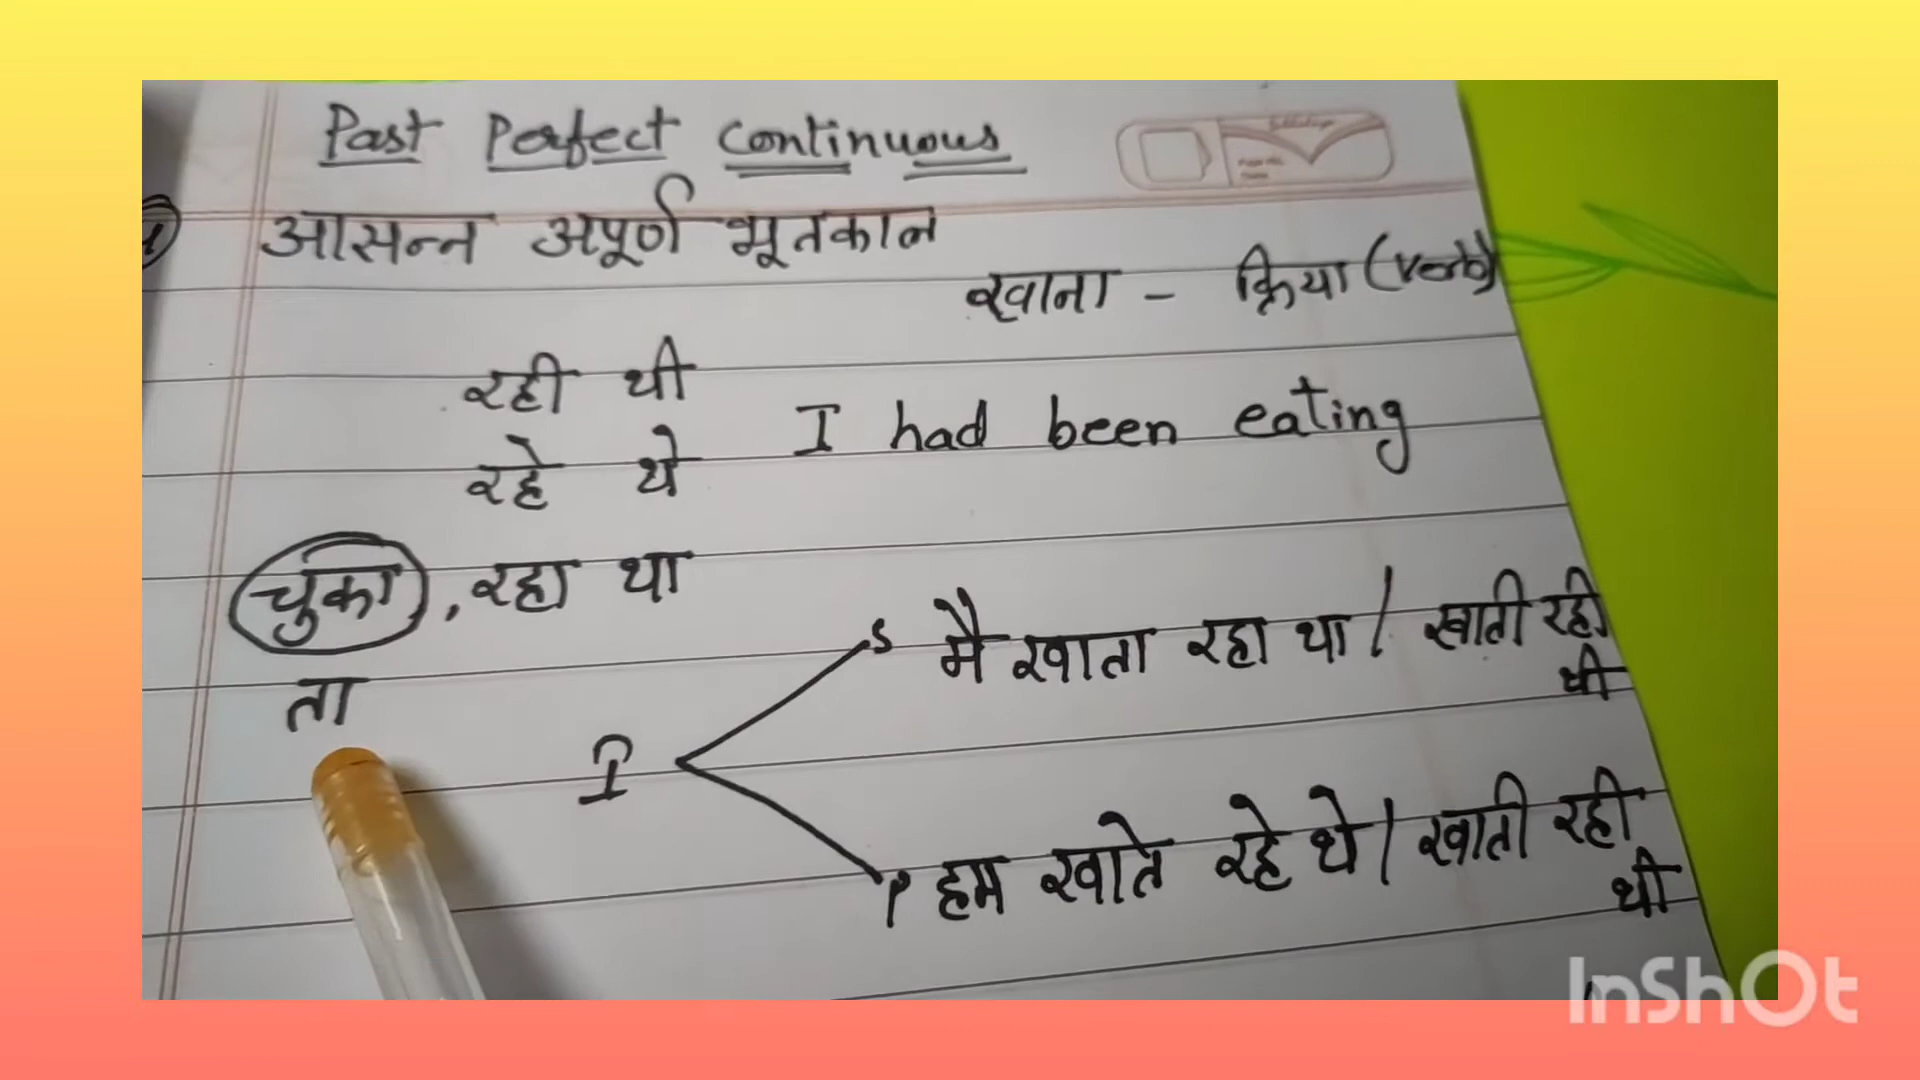 Past Perfect Continuous
आसन्न अपूर्ण भूतकाल
खाना - क्रिया (Verb)
रही थी
I had been eating
रहे थे
चुका, रहा था
ता
I
S मै खाता रहा था / खाती रही थी
P हम खाते रहे थे / खाती रही थी
InShOt